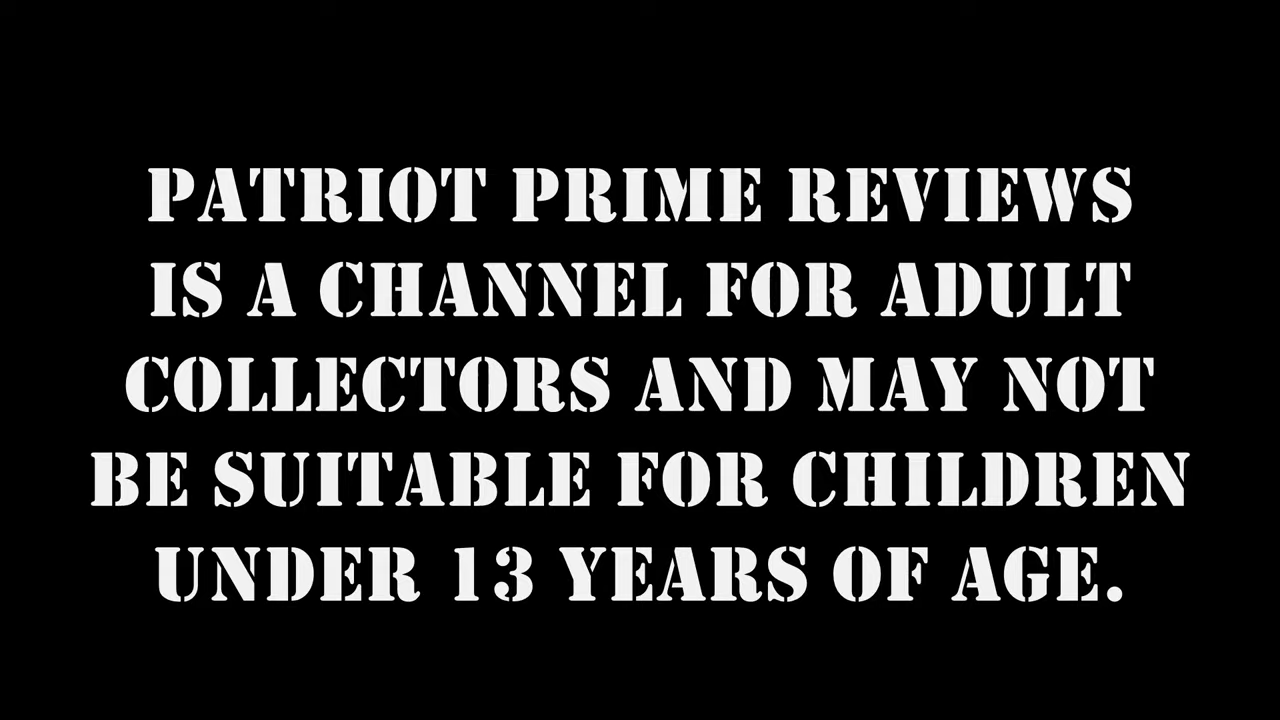 PATRIOT PRIME REVIEWS
IS A CHANNEL FOR ADULT
COLLECTORS AND MAY NOT
BE SUITABLE FOR CHILDREN
UNDER 13 YEARS OF AGE.